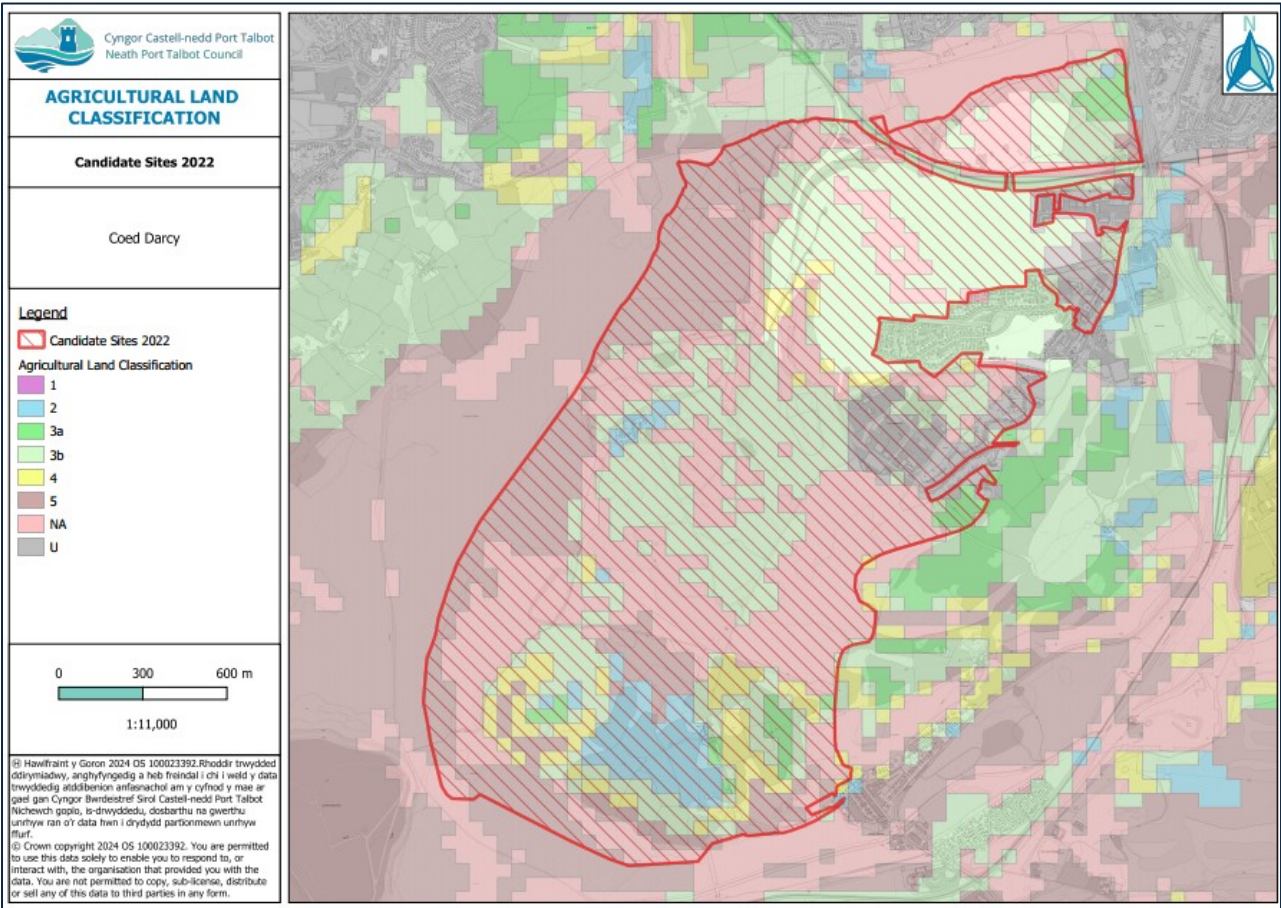 Cyngor Castell-nedd Port Talbot
Neath Port Talbot Council
AGRICULTURAL LAND
CLASSIFICATION
Candidate Sites 2022
Coed Darcy
Legend
Candidate Sites 2022
Agricultural Land Classification
1
2
3a
3b
4
5
NA
U
0 300 600 m
1:11,000
Hawlfraint y Goron 2024 OS 100023392.Rhoddir trwydded
ddirymiadwy, anghyfyngedig a heb freindal i chi i weld y data
trwyddedig atddibenion anfasnachol am y cyfnod y mae ar
gael gan Cyngor Bwrdeistref Sirol Castell-nedd Port Talbot
Nichewch gopïo, is-drwyddedu, dosbarthu na gwerthu
unrhyw ran o'r data hwn i drydydd partïonmewn unrhyw
ffurf.
© Crown copyright 2024 OS 100023392. You are permitted
to use this data solely to enable you to respond to, or
interact with, the organisation that provided you with the
data. You are not permitted to copy, sub-license, distribute
or sell any of this data to third parties in any form.
N